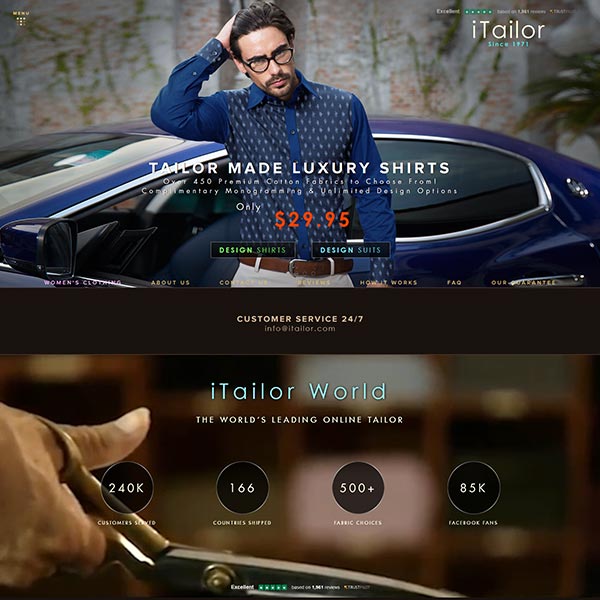 MENU
Excellent based on 1,961 reviews TRUSTPILOT
iTailor
Since 1971
TAILOR MADE LUXURY SHIRTS
Over 450 Premium Cotton Fabrics to Choose From!
Complimentary Monogramming & Unlimited Design Options
Only $29.95
DESIGN SHIRTS DESIGN SUITS
WOMEN'S CLOTHING ABOUT US CONTACT US REVIEWS HOW IT WORKS FAQ OUR GUARANTEE
CUSTOMER SERVICE 24/7
info@itailor.com
iTailor World
THE WORLD'S LEADING ONLINE TAILOR
240K 166 500+ 85K
CUSTOMERS SERVED COUNTRIES SHIPPED FABRIC CHOICES FACEBOOK FANS
Excellent based on 1,961 reviews TRUSTPILOT